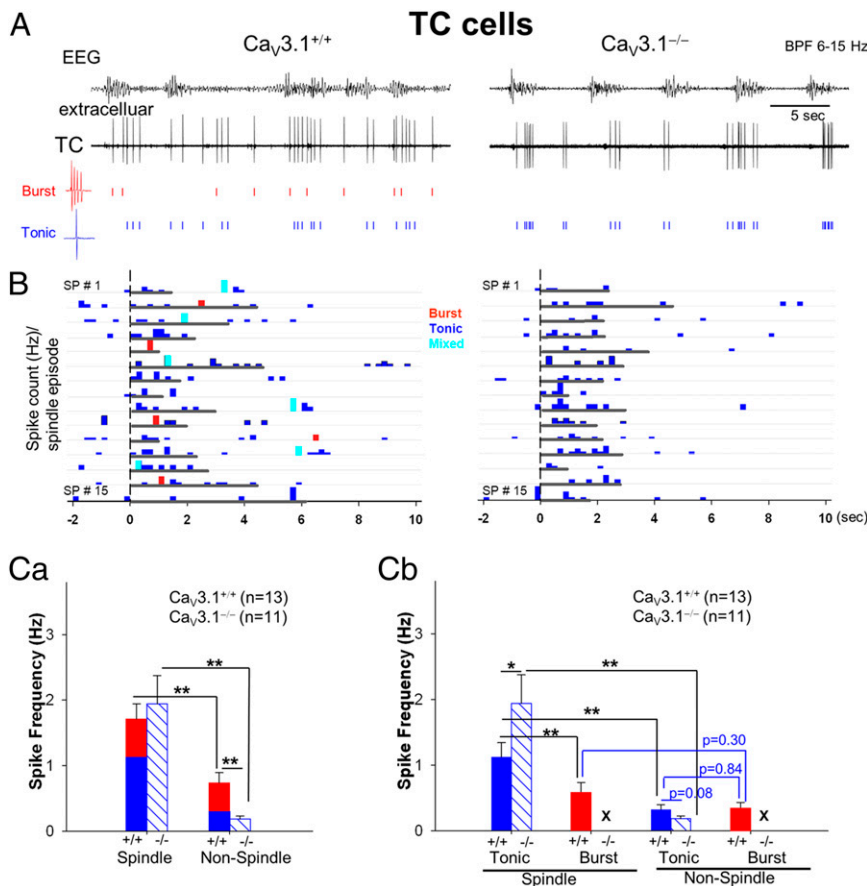 A
TC cells
CaV3.1+/+
CaV3.1−/−
BPF 6-15 Hz
EEG
extracelluar
5 sec
TC
Burst
Tonic
B
SP # 1
SP # 1
Burst
Tonic
Mixed
Spike count (Hz)/
spindle episode
SP # 15
SP # 15
-2 0 2 4 6 8 10
-2 0 2 4 6 8 10 (sec)
Ca
CaV3.1+/+ (n=13)
CaV3.1−/− (n=11)
Spike Frequency (Hz)
3
2
1
0
**
**
**
+/+ -/- +/+ -/-
Spindle Non-Spindle
Cb
CaV3.1+/+ (n=13)
CaV3.1−/− (n=11)
Spike Frequency (Hz)
3
2
1
0
*
**
**
**
p=0.30
p=0.84
p=0.08
X X
+/+ -/- +/+ -/- +/+ -/- +/+ -/-
Tonic Burst Tonic Burst
Spindle Non-Spindle